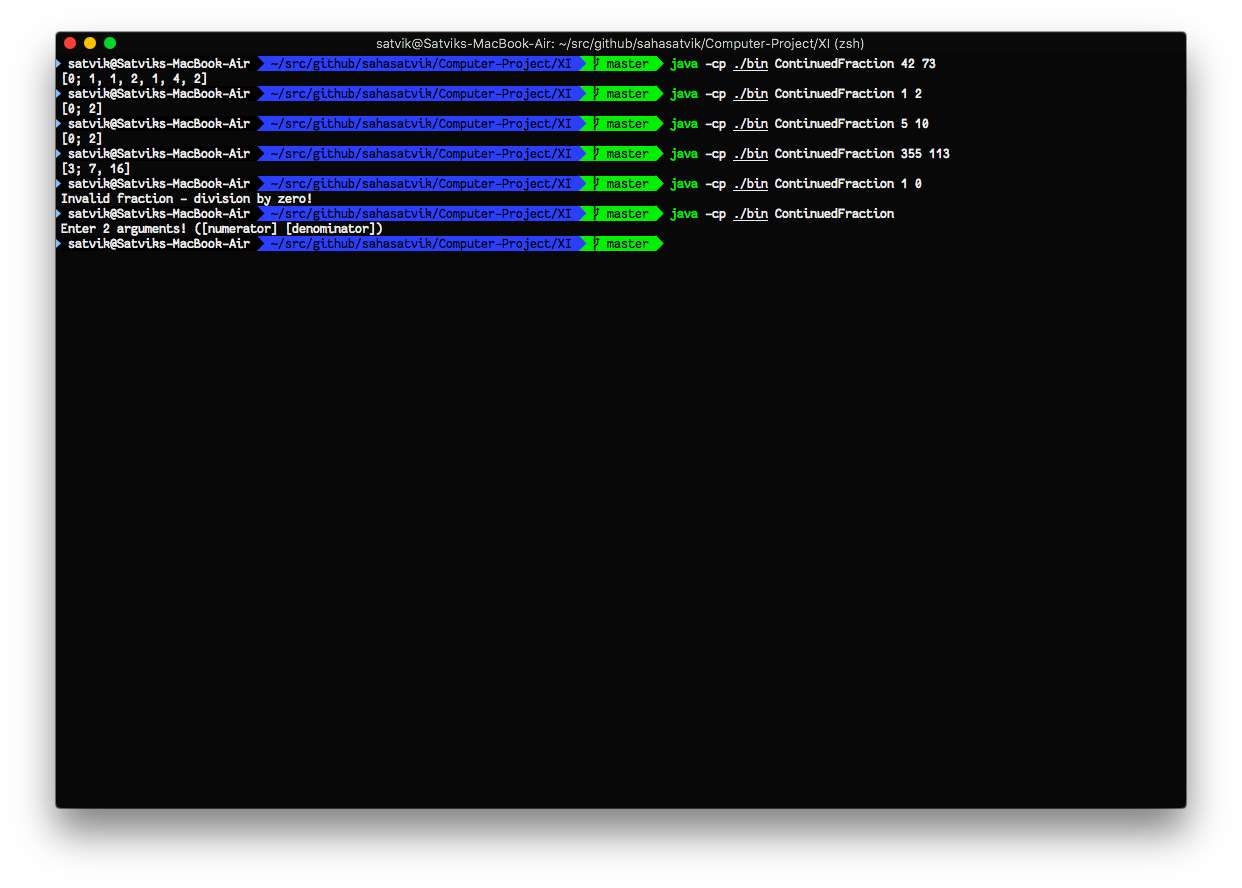 satvik@Satviks-MacBook-Air: ~/src/github/sahasatvik/Computer-Project/XI (zsh)
satvik@Satviks-MacBook-Air ~/src/github/sahasatvik/Computer-Project/XI master java -cp ./bin ContinuedFraction 42 73
[0; 1, 1, 2, 1, 4, 2]
satvik@Satviks-MacBook-Air ~/src/github/sahasatvik/Computer-Project/XI master java -cp ./bin ContinuedFraction 1 2
[0; 2]
satvik@Satviks-MacBook-Air ~/src/github/sahasatvik/Computer-Project/XI master java -cp ./bin ContinuedFraction 5 10
[0; 2]
satvik@Satviks-MacBook-Air ~/src/github/sahasatvik/Computer-Project/XI master java -cp ./bin ContinuedFraction 355 113
[3; 7, 16]
satvik@Satviks-MacBook-Air ~/src/github/sahasatvik/Computer-Project/XI master java -cp ./bin ContinuedFraction 1 0
Invalid fraction - division by zero!
satvik@Satviks-MacBook-Air ~/src/github/sahasatvik/Computer-Project/XI master java -cp ./bin ContinuedFraction
Enter 2 arguments! ([numerator] [denominator])
satvik@Satviks-MacBook-Air ~/src/github/sahasatvik/Computer-Project/XI master